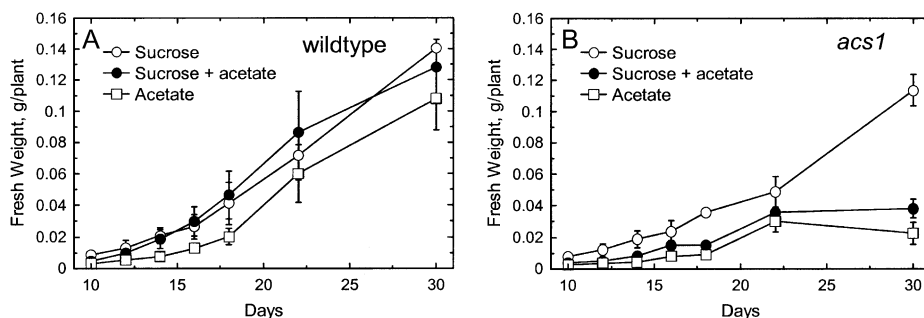 A
wildtype
Sucrose
Sucrose + acetate
Acetate
Fresh Weight, g/plant
0.16
0.14
0.12
0.1
0.08
0.06
0.04
0.02
0
10 15 20 25 30
Days
B
acs1
Sucrose
Sucrose + acetate
Acetate
Fresh Weight, g/plant
0.16
0.14
0.12
0.1
0.08
0.06
0.04
0.02
0
10 15 20 25 30
Days